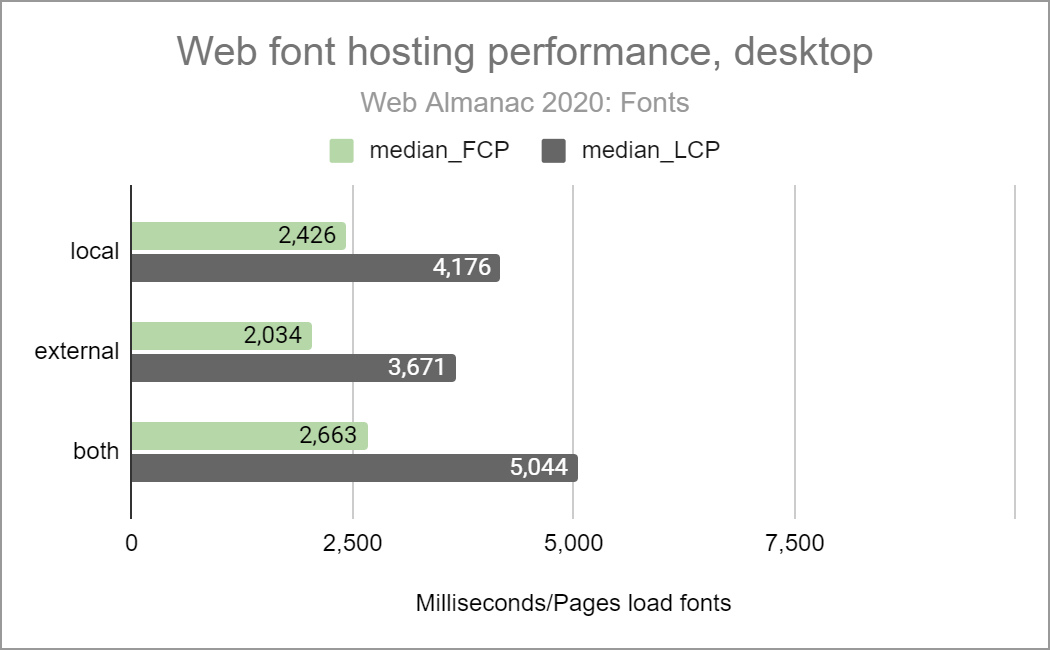 Web font hosting performance, desktop
Web Almanac 2020: Fonts
median_FCP median_LCP
local 2,426
4,176
external 2,034
3,671
both 2,663
5,044
0 2,500 5,000 7,500
Milliseconds/Pages load fonts